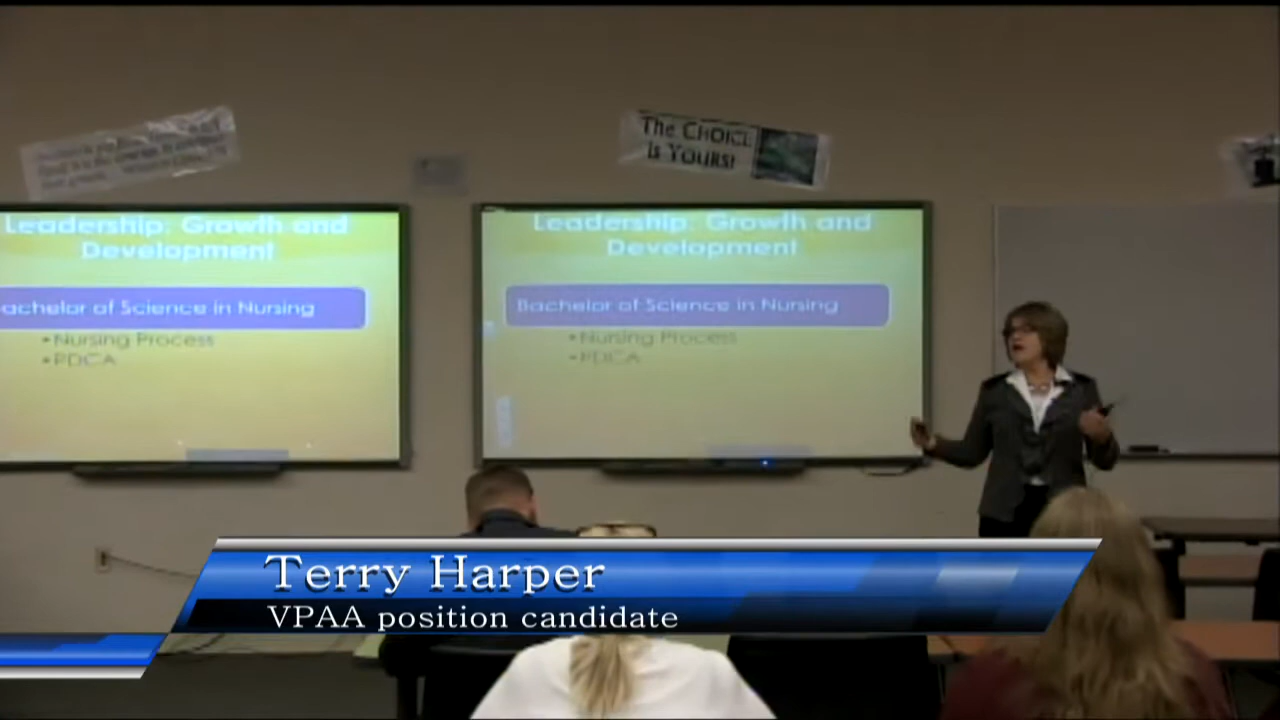 The CHOICE
is YOURS!
Leadership: Growth and
Development
achelor of Science in Nursing
•Nursing Process
•PDCA
Leadership: Growth and
Development
Bachelor of Science in Nursing
•Nursing Process
•PDCA
Terry Harper
VPAA position candidate